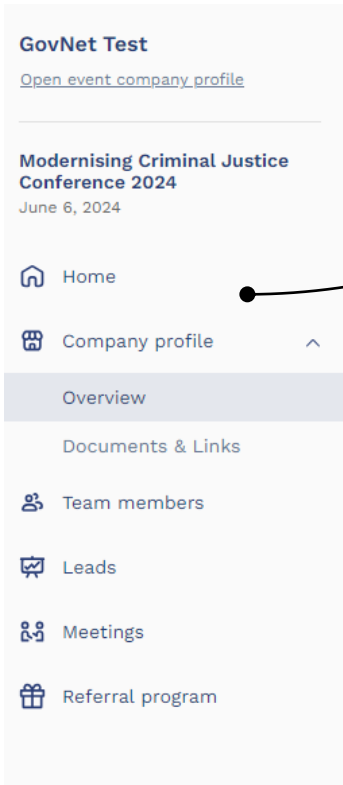 GovNet Test
Open event company profile
Modernising Criminal Justice
Conference 2024
June 6, 2024
Home
Company profile
Overview
Documents & Links
Team members
Leads
Meetings
Referral program